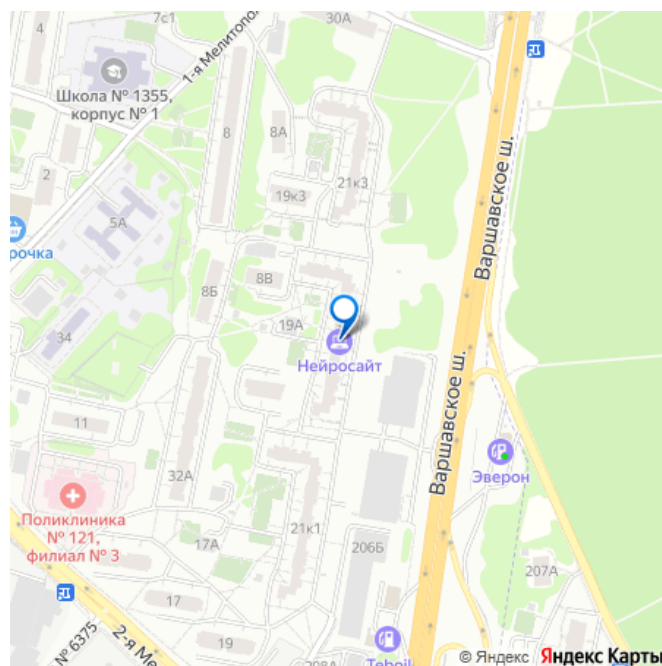 4
7с1
30А
1-я Мелитопол
Школа № 1355,
корпус № 1
8
8А
2
21к3
19к3
5А
Варшавское ш.
рочка
8В
8Б
19А
34
Нейросайт
Варшавское ш.
11
Эверон
32А
Поликлиника
№ 121,
филиал № 3
21к1
17А
206Б
207А
17
2-я Ме
№ 6375
19
208А
Teboil
© Яндекс Яндекс Карты